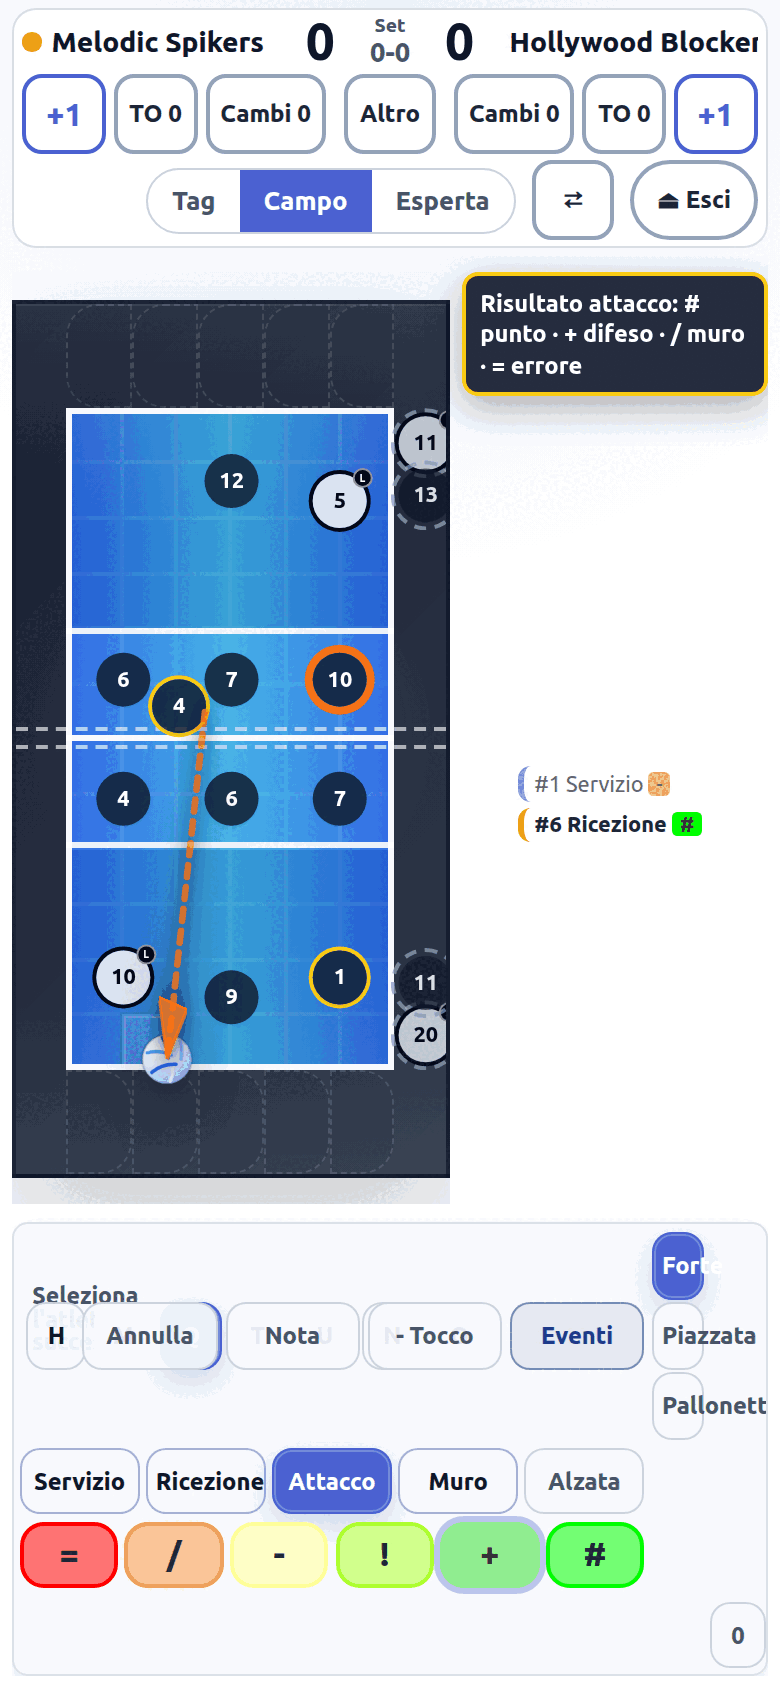 Melodic Spikers 0 Set 0-0 0 Hollywood Blocker
+1 TO 0 Cambi 0 Altro Cambi 0 TO 0 +1
Tag Campo Esperta ⇄ ⏏ Esci
Risultato attacco: #
punto · + difeso · / muro
· = errore
11
12
5 L
13
6
7
10
4
4
6
7
#1 Servizio
#6 Ricezione #
10 L
9
1
11
20
Forte
Seleziona
H Annulla Nota - Tocco Eventi Piazzata
Pallonett
Servizio Ricezione Attacco Muro Alzata
= / - ! + #
0